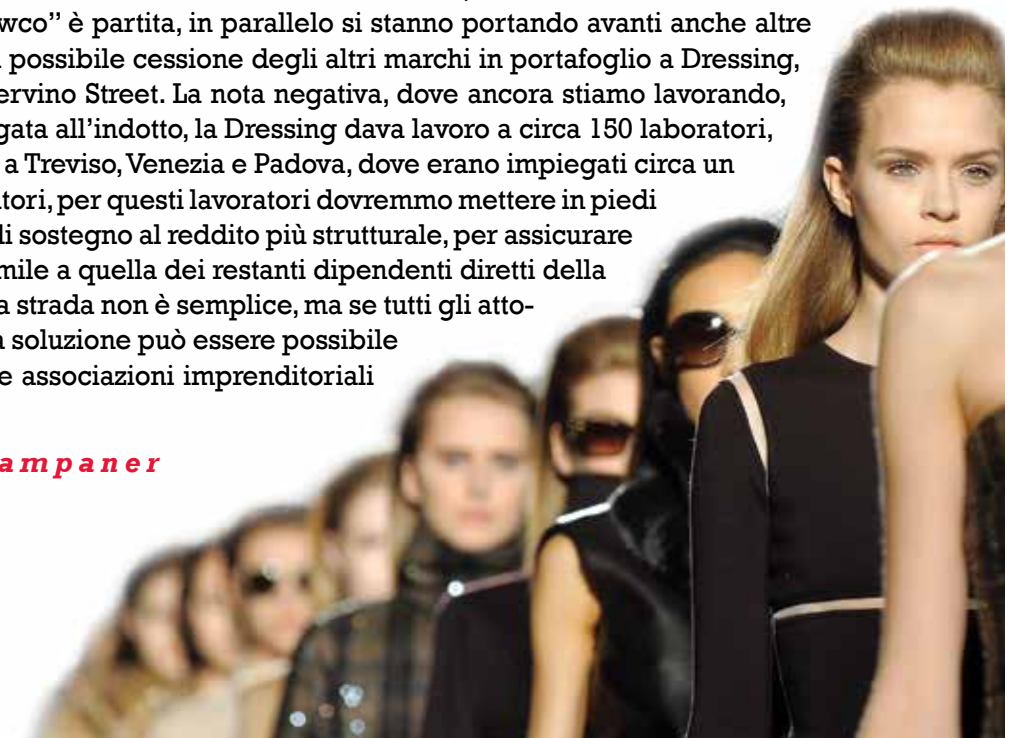 wco” è partita, in parallelo si stanno portando avanti anche altre
possibile cessione degli altri marchi in portafoglio a Dressing,
ervino Street. La nota negativa, dove ancora stiamo lavorando,
gata all’indotto, la Dressing dava lavoro a circa 150 laboratori,
a Treviso, Venezia e Padova, dove erano impiegati circa un
tori, per questi lavoratori dovremmo mettere in piedi
di sostegno al reddito più strutturale, per assicurare
mile a quella dei restanti dipendenti diretti della
a strada non è semplice, ma se tutti gli atto-
a soluzione può essere possibile
e associazioni imprenditoriali
ampaner